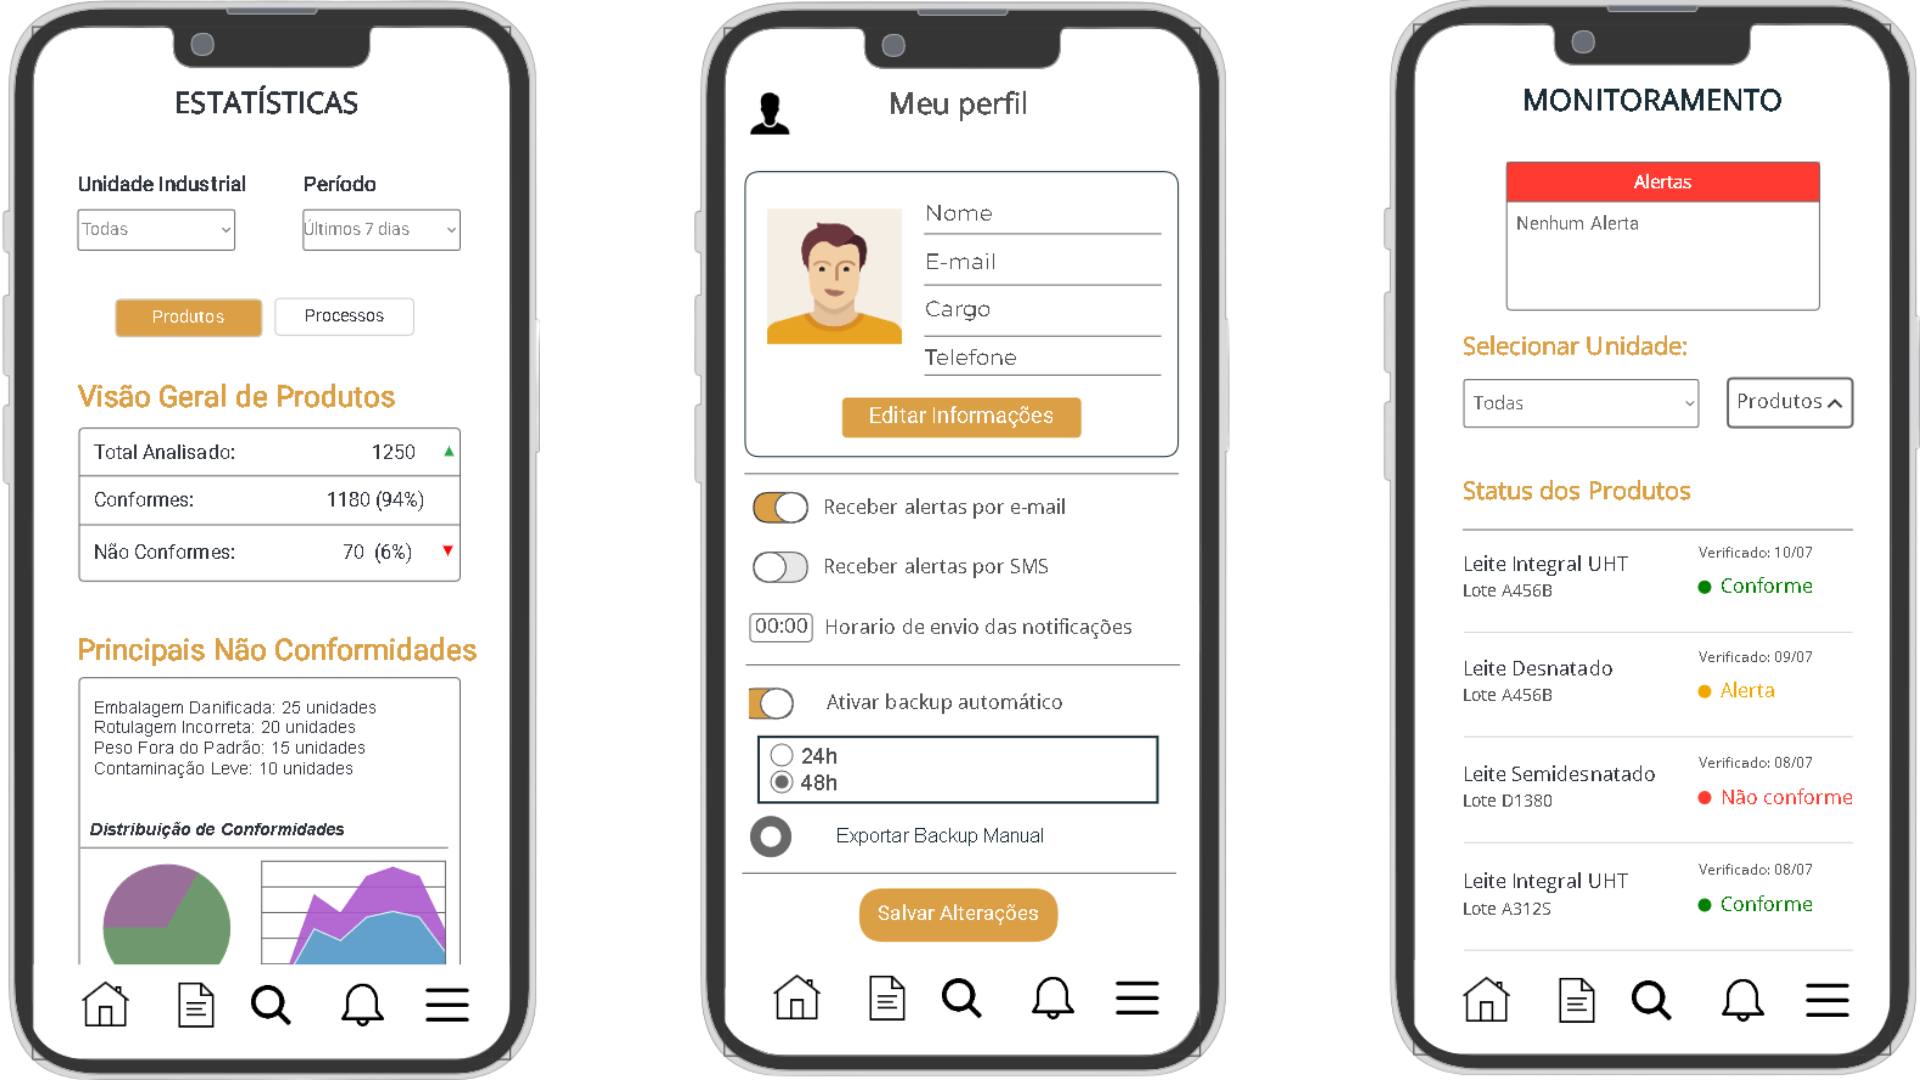 ESTATÍSTICAS
Unidade Industrial
Período
Todas
Últimos 7 dias
Produtos
Processos
Visão Geral de Produtos
Total Analisado: 1250
Conformes: 1180 (94%)
Não Conformes: 70 (6%)
Principais Não Conformidades
Embalagem Danificada: 25 unidades
Rotulagem Incorreta: 20 unidades
Peso Fora do Padrão: 15 unidades
Contaminação Leve: 10 unidades
Distribuição de Conformidades
Meu perfil
Nome
E-mail
Cargo
Telefone
Editar Informações
Receber alertas por e-mail
Receber alertas por SMS
00:00 Horario de envio das notificações
Ativar backup automático
24h
48h
Exportar Backup Manual
Salvar Alterações
MONITORAMENTO
Alertas
Nenhum Alerta
Selecionar Unidade:
Todas
Produtos
Status dos Produtos
Leite Integral UHT
Lote A456B
Verificado: 10/07
Conforme
Leite Desnatado
Lote A456B
Verificado: 09/07
Alerta
Leite Semidesnatado
Lote D1380
Verificado: 08/07
Não conforme
Leite Integral UHT
Lote A312S
Verificado: 08/07
Conforme